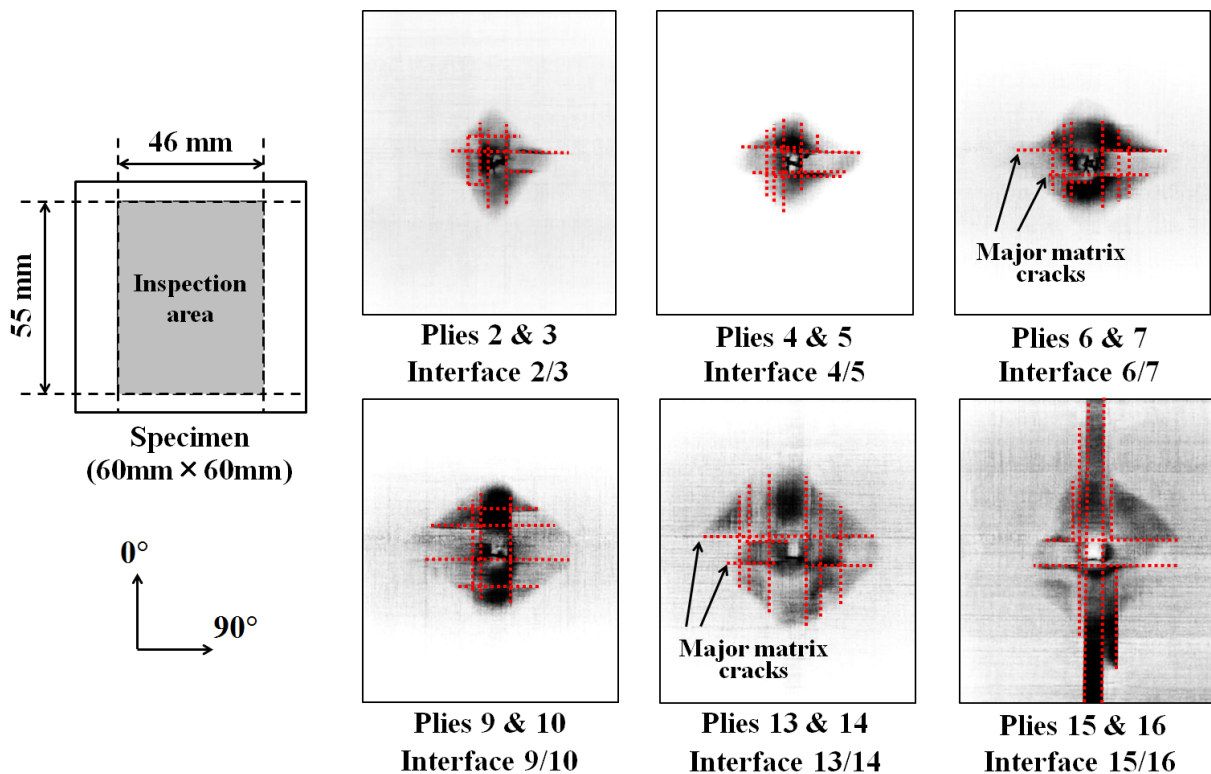 46 mm
55 mm
Inspection
area
Specimen
(60mm × 60mm)
0°
90°
Plies 2 & 3
Interface 2/3
Plies 4 & 5
Interface 4/5
Major matrix
cracks
Plies 6 & 7
Interface 6/7
Plies 9 & 10
Interface 9/10
Major matrix
cracks
Plies 13 & 14
Interface 13/14
Plies 15 & 16
Interface 15/16